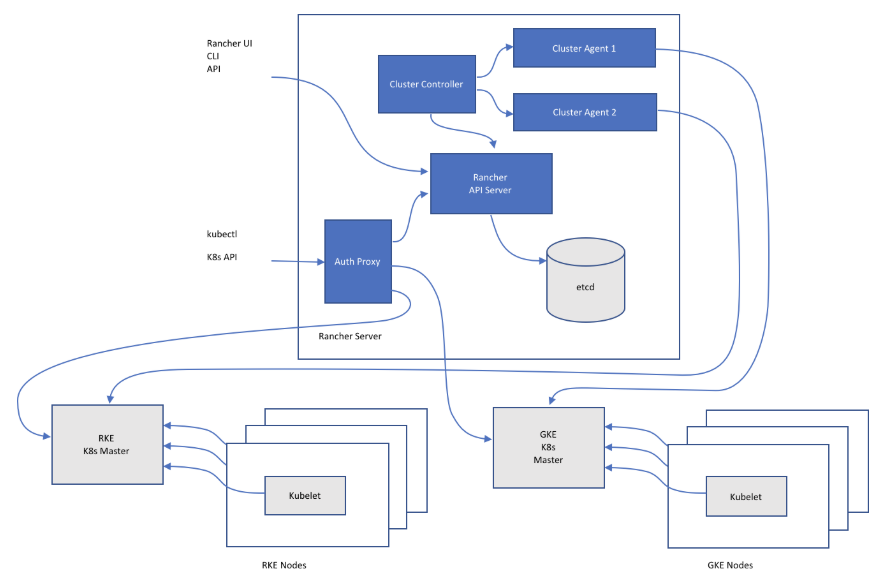 Rancher UI
CLI
API
Cluster Controller
Cluster Agent 1
Cluster Agent 2
Rancher
API Server
kubectl
K8s API
Auth Proxy
etcd
Rancher Server
RKE
K8s Master
Kubelet
RKE Nodes
GKE
K8s
Master
Kubelet
GKE Nodes